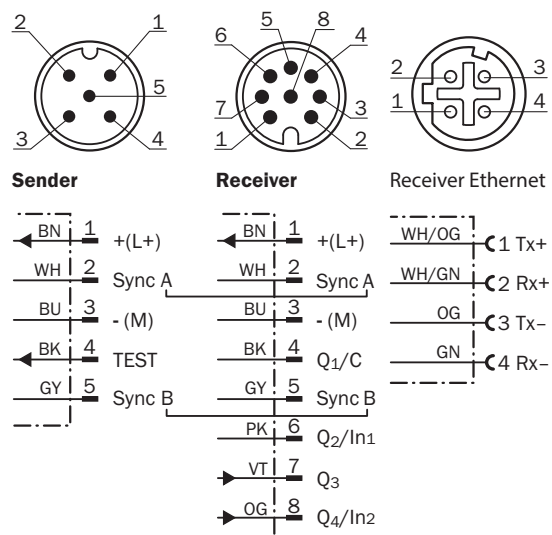 2 1
5
3 4
5 8
6 4
7 3
1 2
2 3
1 4
Sender
BN 1 +(L+)
WH 2 Sync A
BU 3 - (M)
BK 4 TEST
GY 5 Sync B
Receiver
BN 1 +(L+)
WH 2 Sync A
BU 3 - (M)
BK 4 Q1/C
GY 5 Sync B
PK 6 Q2/In1
VT 7 Q3
OG 8 Q4/In2
Receiver Ethernet
WH/OG 1 Tx+
WH/GN 2 Rx+
OG 3 Tx–
GN 4 Rx–